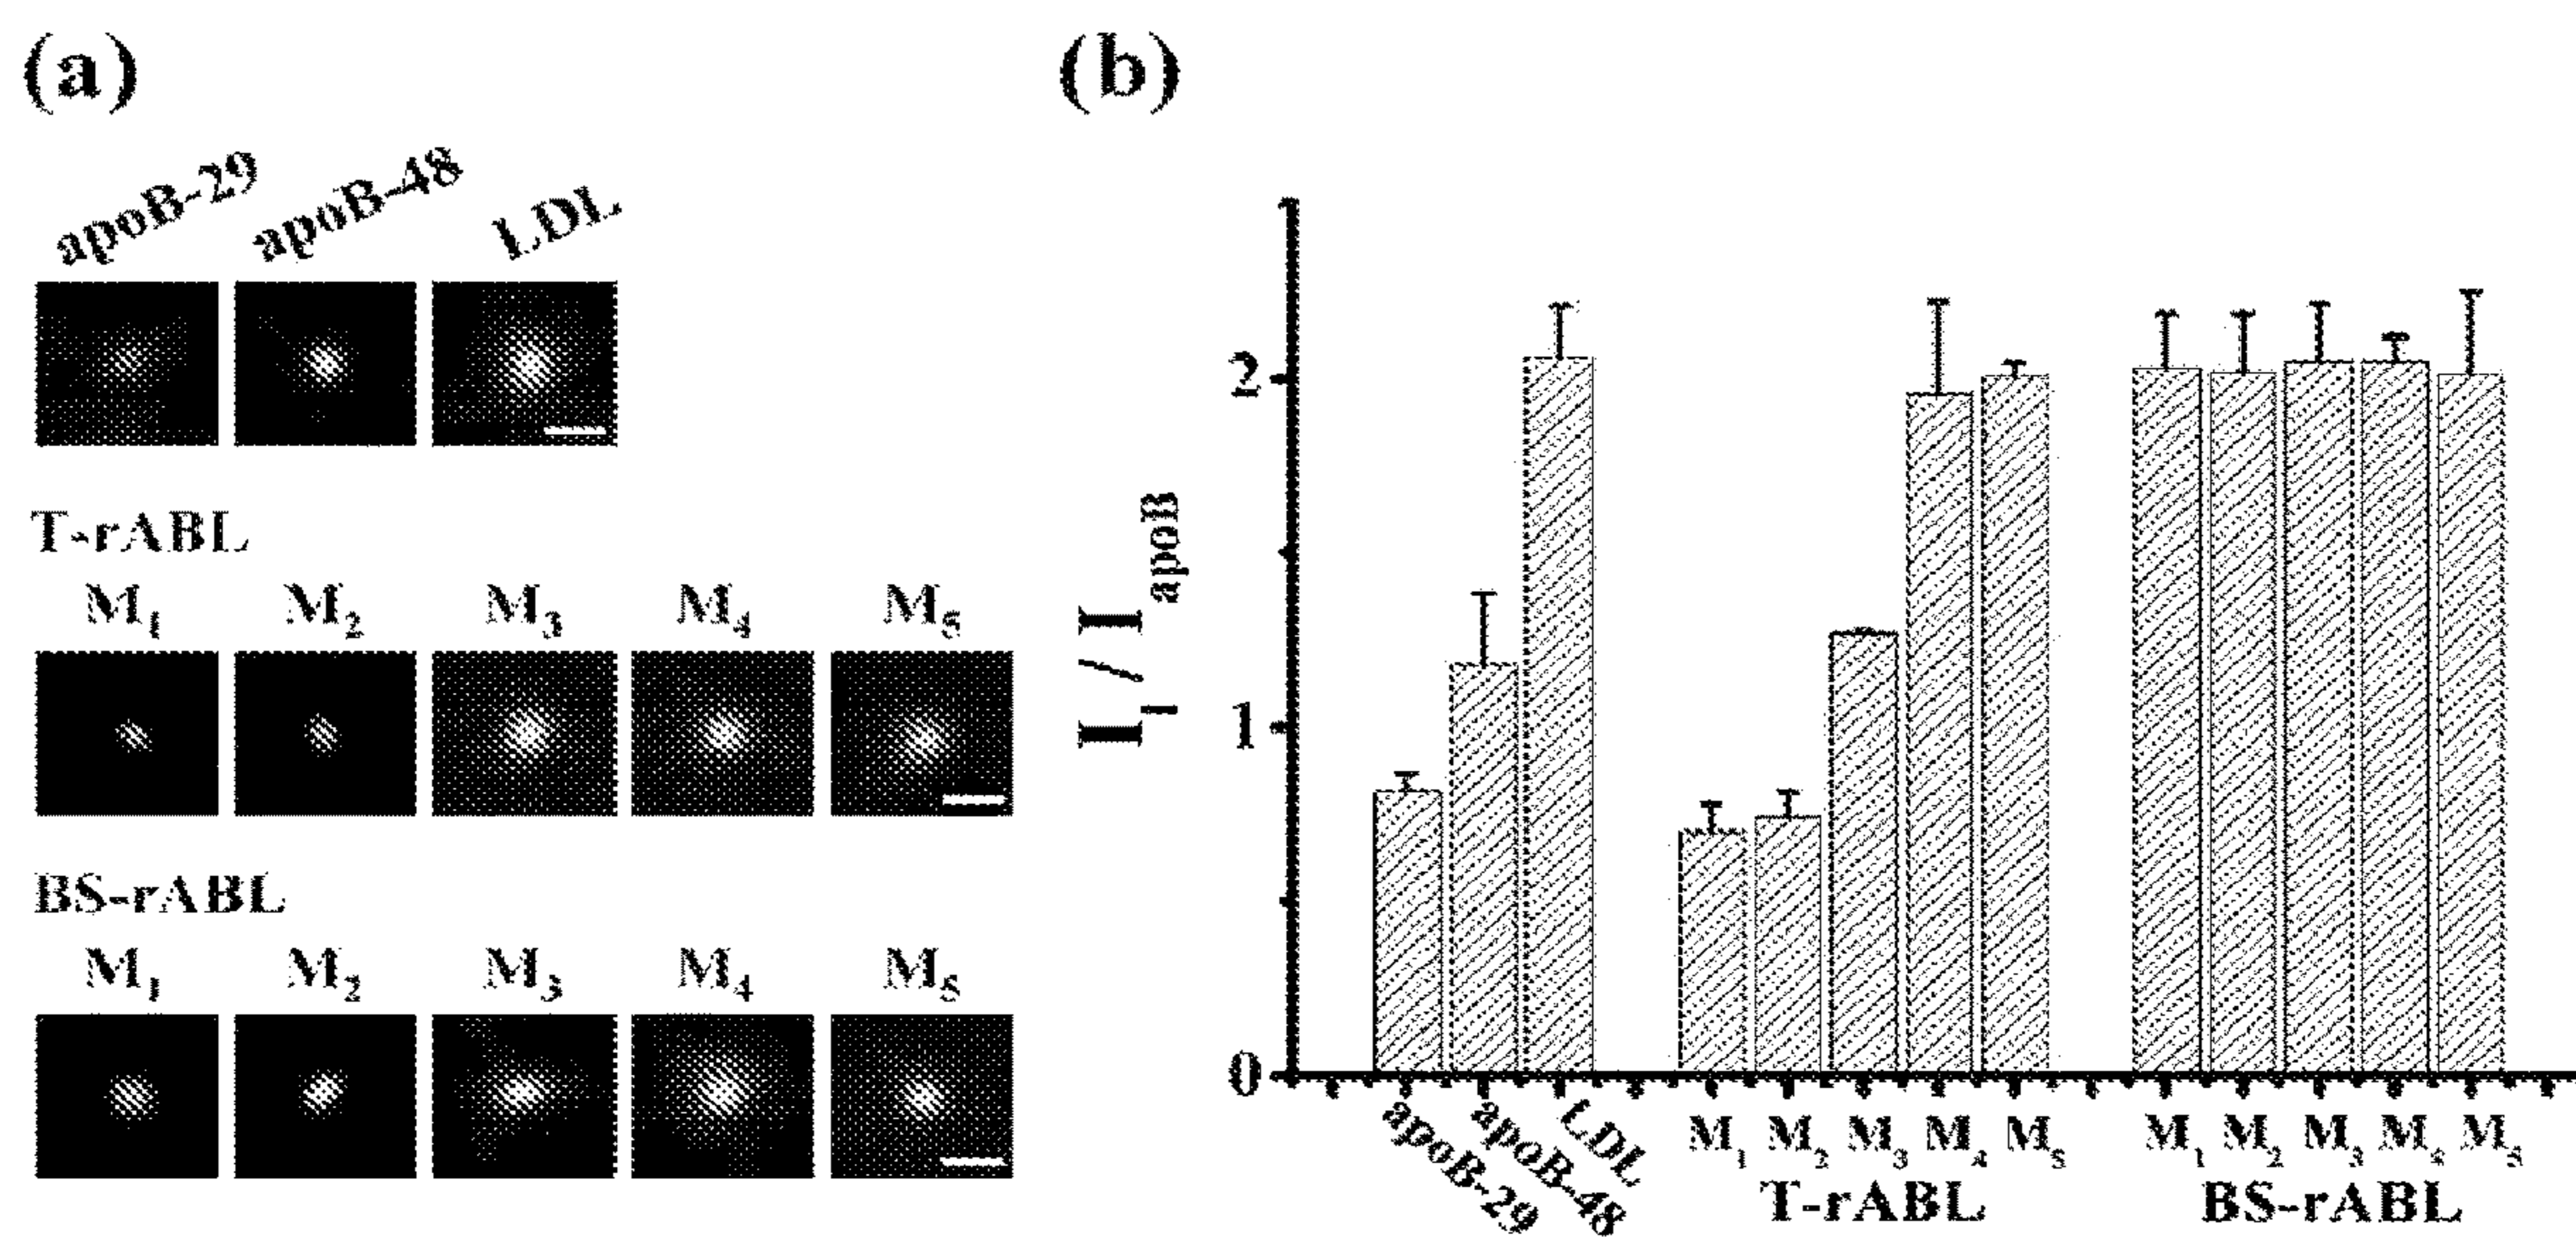 (a)
apoB-29 apoB-48 LDL
T-rABL
M1 M2 M3 M4 M5
BS-rABL
M1 M2 M3 M4 M5
(b)
I1 / IapoB
2
1
0
apoB-29 apoB-48 LDL
M1 M2 M3 M4 M5 M1 M2 M3 M4 M5
T-rABL BS-rABL